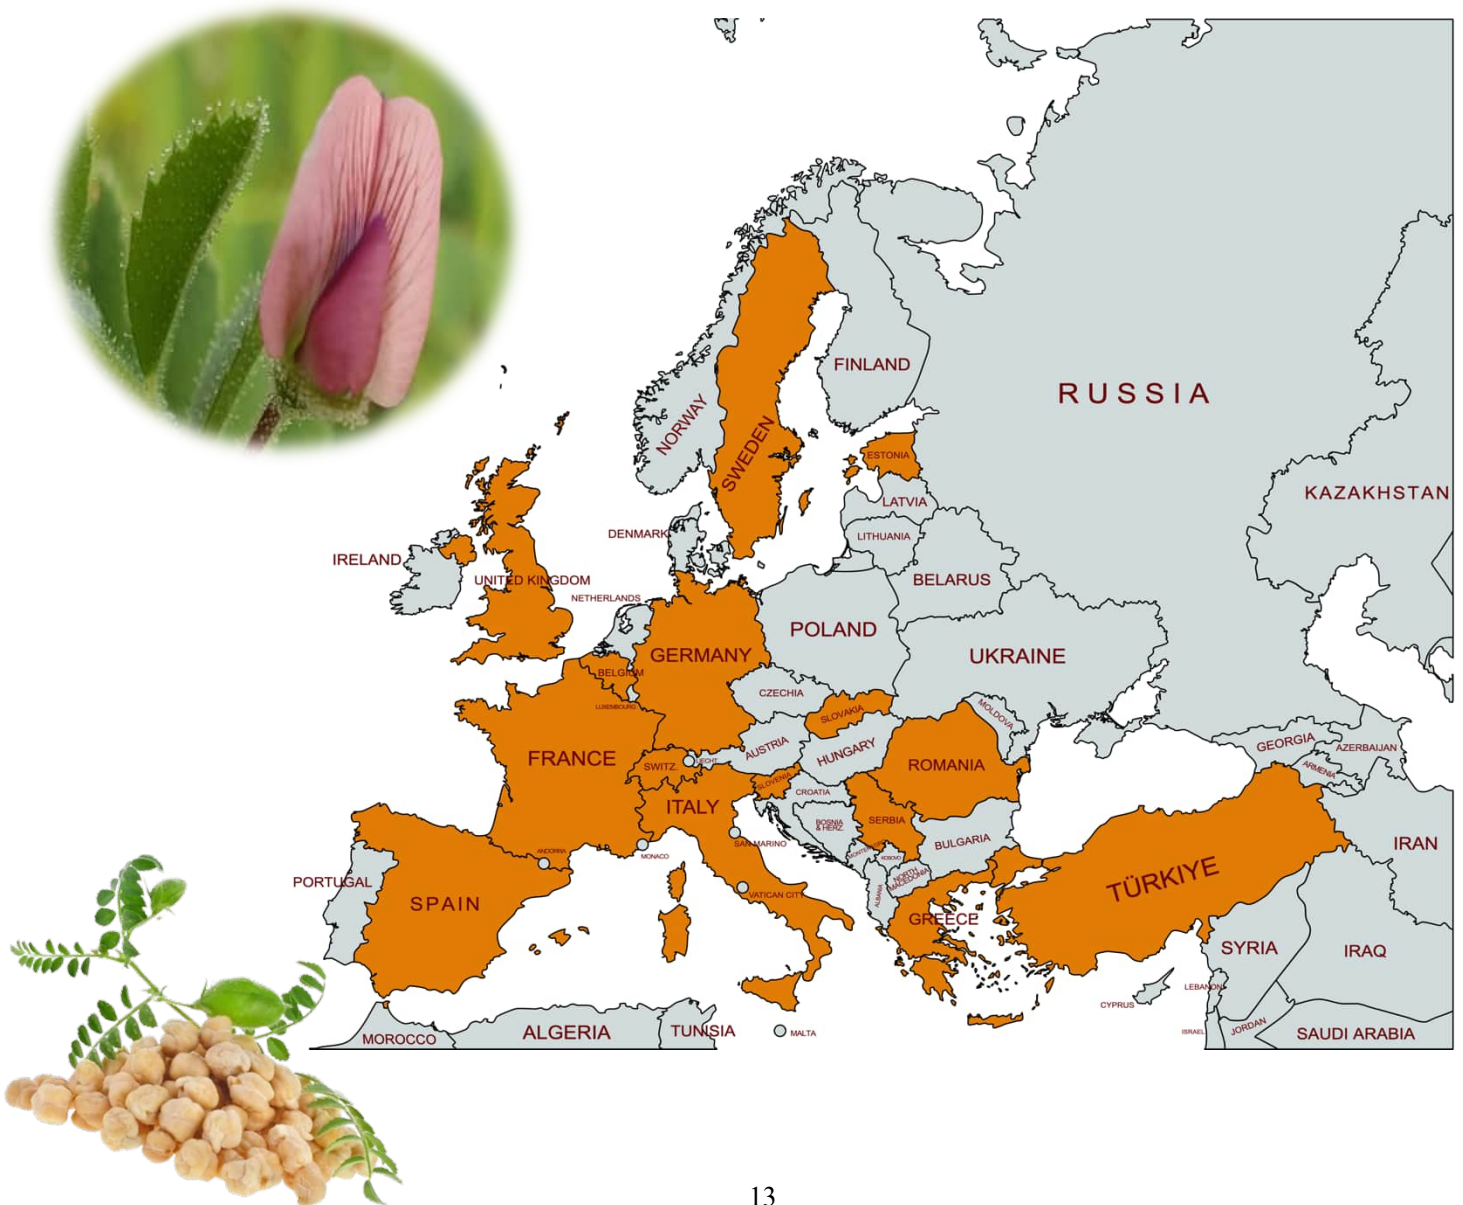 RUSSIA
FINLAND
NORWAY
SWEDEN
ESTONIA
KAZAKHSTAN
LATVIA
DENMARK
LITHUANIA
IRELAND
UNITED KINGDOM
BELARUS
NETHERLANDS
POLAND
GERMANY
UKRAINE
BELGIUM
CZECHIA
LUXEMBOURG
SLOVAKIA
MOLDOVA
AUSTRIA
HUNGARY
GEORGIA
AZERBAIJAN
FRANCE
SWITZ.
LIECHT
ROMANIA
ARMENIA
SLOVENIA
CROATIA
ITALY
SERBIA
BOSNIA
& HERZ.
SAN MARINO
BULGARIA
IRAN
ANDORRA
MONACO
MONTENEGRO
KOSOVO
TÜRKIYE
NORTH
MACEDONIA
PORTUGAL
VATICAN CITY
ALBANIA
SPAIN
GREECE
SYRIA
IRAQ
LEBANON
CYPRUS
MOROCCO
ALGERIA
TUNISIA
MALTA
ISRAEL
JORDAN
SAUDI ARABIA
13